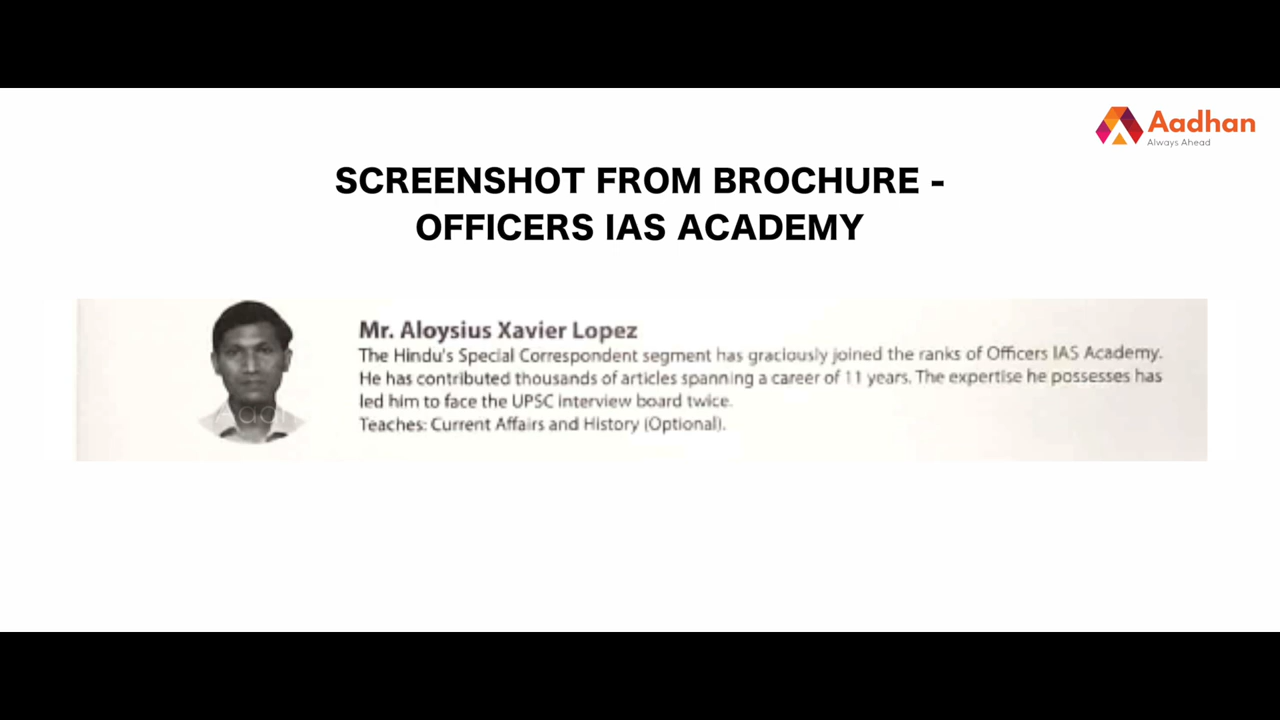 Aadhan
Always Ahead
SCREENSHOT FROM BROCHURE -
OFFICERS IAS ACADEMY
Mr. Aloysius Xavier Lopez
The Hindu's Special Correspondent segment has graciously joined the ranks of Officers IAS Academy.
He has contributed thousands of articles spanning a career of 11 years. The expertise he possesses has
led him to face the UPSC interview board twice.
Teaches: Current Affairs and History (Optional).